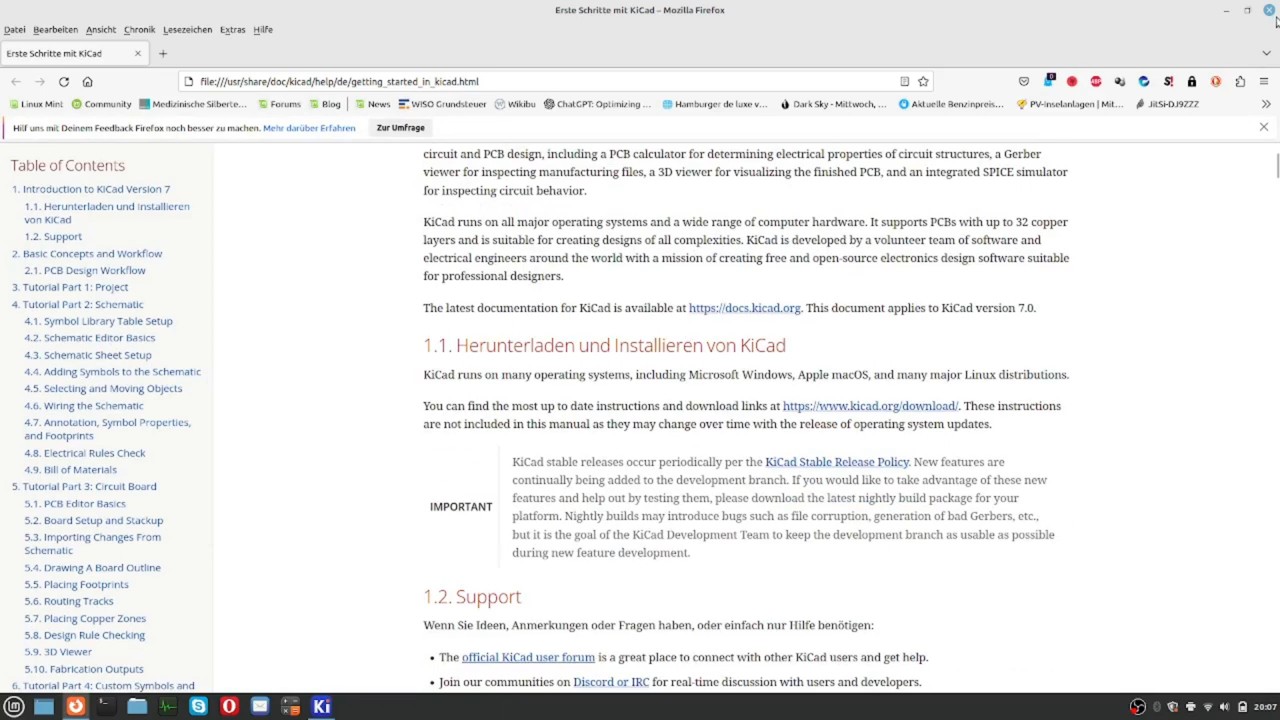 Erste Schritte mit KiCad – Mozilla Firefox
Datei Bearbeiten Ansicht Chronik Lesezeichen Extras Hilfe
Erste Schritte mit KiCad
file:///usr/share/doc/kicad/help/de/getting_started_in_kicad.html
Linux Mint Community Medizinische Silberte... Forums Blog News WISO Grundsteuer Wikibu ChatGPT: Optimizing ... Hamburger de luxe v... Dark Sky - Mittwoch, ... Aktuelle Benzinpreis... PV-Inselanlagen | Mit... JitSi-DJ9ZZZ
Hilf uns mit Deinem Feedback Firefox noch besser zu machen. Mehr darüber Erfahren Zur Umfrage
Table of Contents
1. Introduction to KiCad Version 7
1.1. Herunterladen und Installieren
von KiCad
1.2. Support
2. Basic Concepts and Workflow
2.1. PCB Design Workflow
3. Tutorial Part 1: Project
4. Tutorial Part 2: Schematic
4.1. Symbol Library Table Setup
4.2. Schematic Editor Basics
4.3. Schematic Sheet Setup
4.4. Adding Symbols to the Schematic
4.5. Selecting and Moving Objects
4.6. Wiring the Schematic
4.7. Annotation, Symbol Properties,
and Footprints
4.8. Electrical Rules Check
4.9. Bill of Materials
5. Tutorial Part 3: Circuit Board
5.1. PCB Editor Basics
5.2. Board Setup and Stackup
5.3. Importing Changes From
Schematic
5.4. Drawing A Board Outline
5.5. Placing Footprints
5.6. Routing Tracks
5.7. Placing Copper Zones
5.8. Design Rule Checking
5.9. 3D Viewer
5.10. Fabrication Outputs
6. Tutorial Part 4: Custom Symbols and
circuit and PCB design, including a PCB calculator for determining electrical properties of circuit structures, a Gerber
viewer for inspecting manufacturing files, a 3D viewer for visualizing the finished PCB, and an integrated SPICE simulator
for inspecting circuit behavior.
KiCad runs on all major operating systems and a wide range of computer hardware. It supports PCBs with up to 32 copper
layers and is suitable for creating designs of all complexities. KiCad is developed by a volunteer team of software and
electrical engineers around the world with a mission of creating free and open-source electronics design software suitable
for professional designers.
The latest documentation for KiCad is available at https://docs.kicad.org. This document applies to KiCad version 7.0.
1.1. Herunterladen und Installieren von KiCad
KiCad runs on many operating systems, including Microsoft Windows, Apple macOS, and many major Linux distributions.
You can find the most up to date instructions and download links at https://www.kicad.org/download/. These instructions
are not included in this manual as they may change over time with the release of operating system updates.
IMPORTANT
KiCad stable releases occur periodically per the KiCad Stable Release Policy. New features are
continually being added to the development branch. If you would like to take advantage of these new
features and help out by testing them, please download the latest nightly build package for your
platform. Nightly builds may introduce bugs such as file corruption, generation of bad Gerbers, etc.,
but it is the goal of the KiCad Development Team to keep the development branch as usable as possible
during new feature development.
1.2. Support
Wenn Sie Ideen, Anmerkungen oder Fragen haben, oder einfach nur Hilfe benötigen:
• The official KiCad user forum is a great place to connect with other KiCad users and get help.
• Join our communities on Discord or IRC for real-time discussion with users and developers.
Ki
20:07